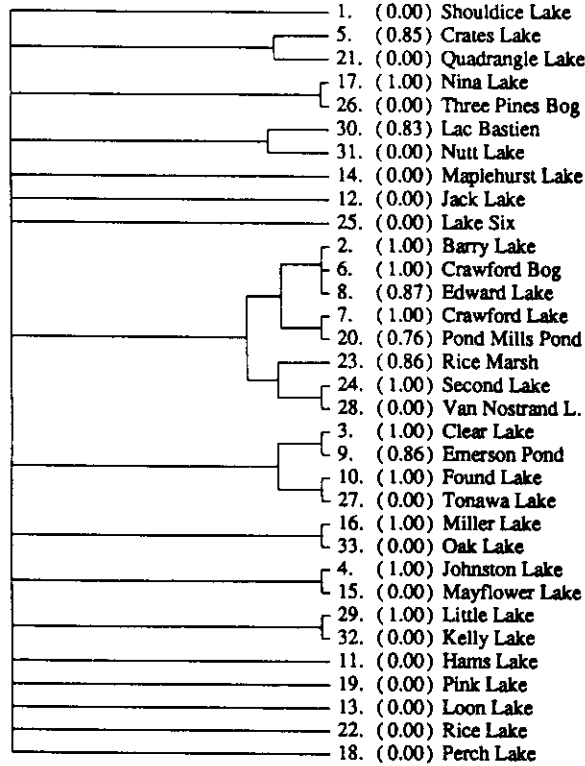 1. (0.00) Shouldice Lake
5. (0.85) Crates Lake
21. (0.00) Quadrangle Lake
17. (1.00) Nina Lake
26. (0.00) Three Pines Bog
30. (0.83) Lac Bastien
31. (0.00) Nutt Lake
14. (0.00) Maplehurst Lake
12. (0.00) Jack Lake
25. (0.00) Lake Six
2. (1.00) Barry Lake
6. (1.00) Crawford Bog
8. (0.87) Edward Lake
7. (1.00) Crawford Lake
20. (0.76) Pond Mills Pond
23. (0.86) Rice Marsh
24. (1.00) Second Lake
28. (0.00) Van Nostrand L.
3. (1.00) Clear Lake
9. (0.86) Emerson Pond
10. (1.00) Found Lake
27. (0.00) Tonawa Lake
16. (1.00) Miller Lake
33. (0.00) Oak Lake
4. (1.00) Johnston Lake
15. (0.00) Mayflower Lake
29. (1.00) Little Lake
32. (0.00) Kelly Lake
11. (0.00) Hams Lake
19. (0.00) Pink Lake
13. (0.00) Loon Lake
22. (0.00) Rice Lake
18. (0.00) Perch Lake